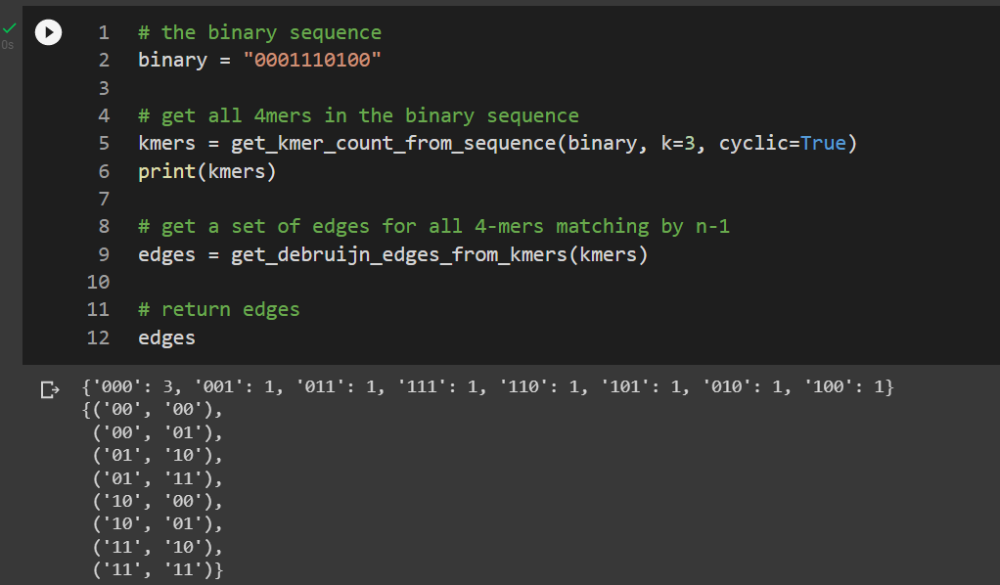 0s
1 # the binary sequence
2 binary = "0001110100"
3
4 # get all 4mers in the binary sequence
5 kmers = get_kmer_count_from_sequence(binary, k=3, cyclic=True)
6 print(kmers)
7
8 # get a set of edges for all 4-mers matching by n-1
9 edges = get_debruijn_edges_from_kmers(kmers)
10
11 # return edges
12 edges
{'000': 3, '001': 1, '011': 1, '111': 1, '110': 1, '101': 1, '010': 1, '100': 1}
{('00', '00'),
('00', '01'),
('01', '10'),
('01', '11'),
('10', '00'),
('10', '01'),
('11', '10'),
('11', '11')}